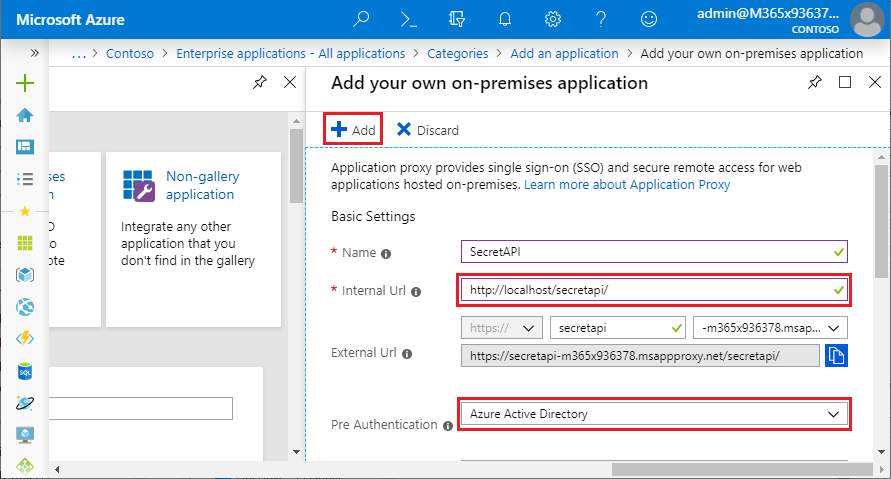 Microsoft Azure
admin@M365x93637...
CONTOSO
... > Contoso > Enterprise applications - All applications > Categories > Add an application > Add your own on-premises application
Add your own on-premises application
Add
Discard
Application proxy provides single sign-on (SSO) and secure remote access for web
applications hosted on-premises. Learn more about Application Proxy
Basic Settings
* Name
SecretAPI
* Internal Url
http://localhost/secretapi/
https://
secretapi
-m365x936378.msap...
External Url
https://secretapi-m365x936378.msappproxy.net/secretapi/
Pre Authentication
Azure Active Directory
Non-gallery
application
Integrate any other
application that you
don't find in the gallery
SQL